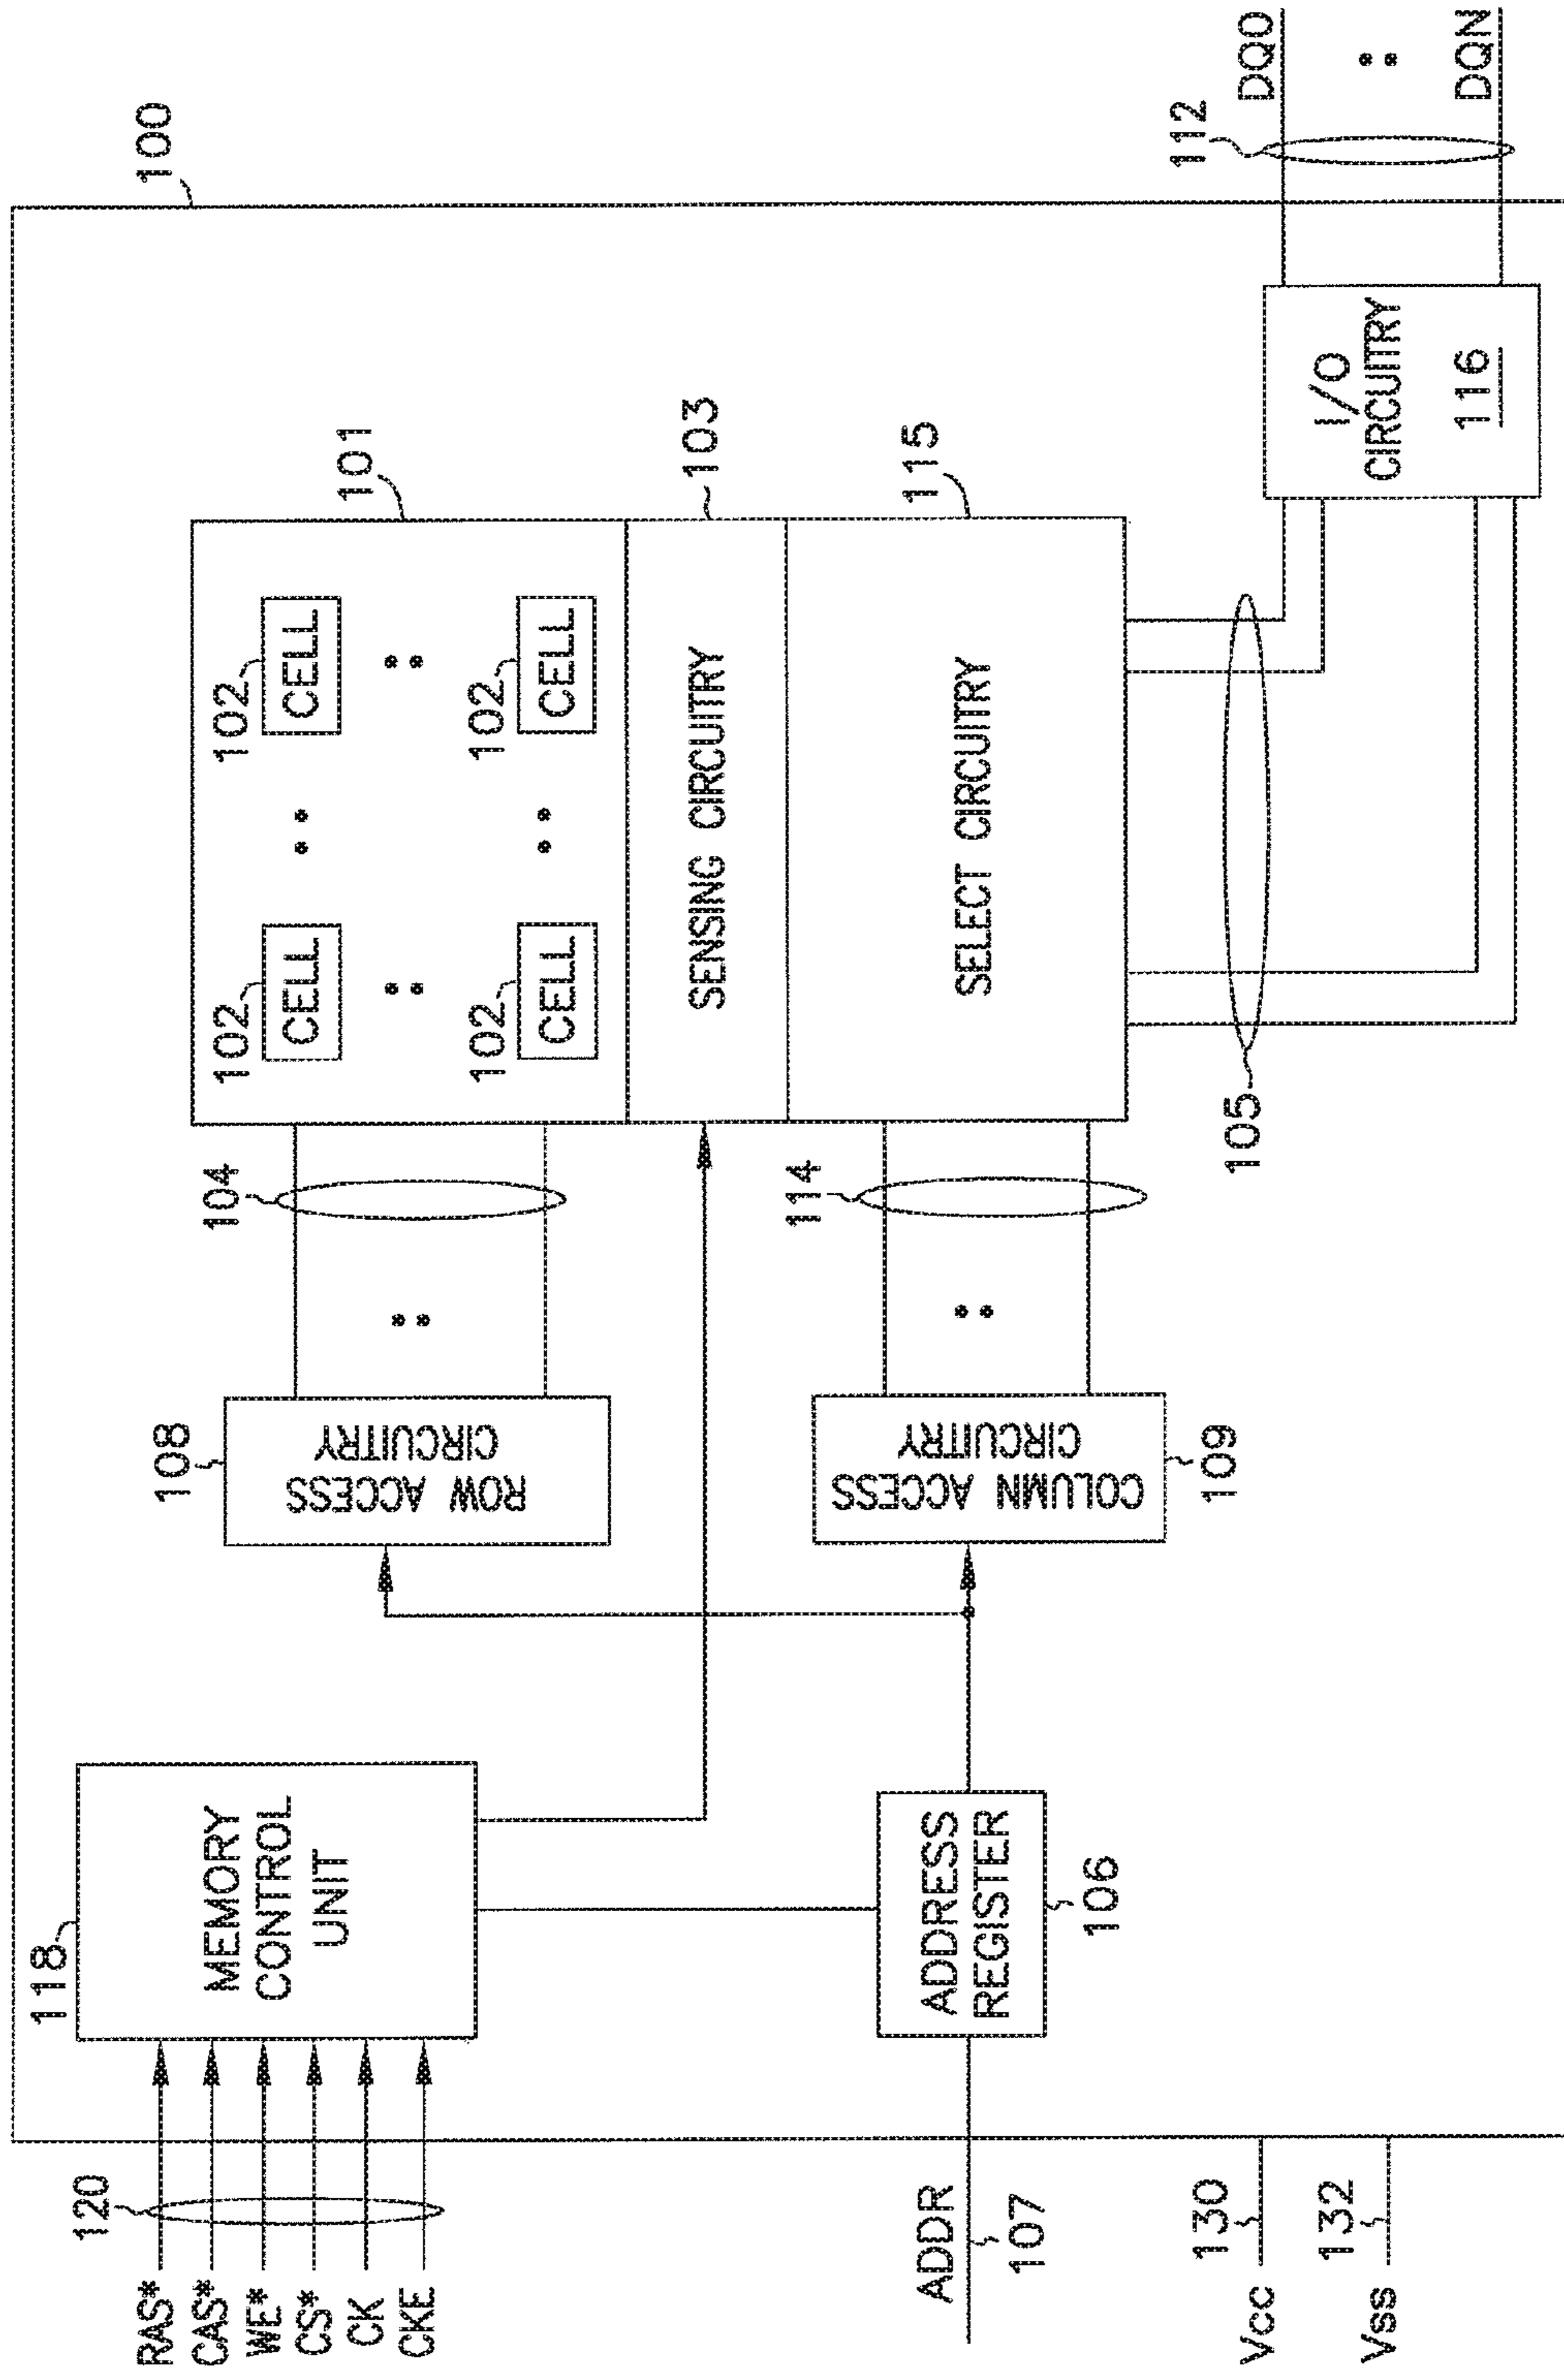 100
118
MEMORY
CONTROL
UNIT
120
RAS*
CAS*
WE*
CS*
CK
CKE
108
ROW ACCESS
CIRCUITRY
104
101
102
CELL
102
CELL
102
CELL
102
CELL
SENSING CIRCUITRY
103
SELECT CIRCUITRY
115
114
COLUMN ACCESS
CIRCUITRY
109
ADDRESS
REGISTER
106
ADDR
107
105
I/O
CIRCUITRY
116
112
DQ0
DQN
130
Vcc
132
Vss